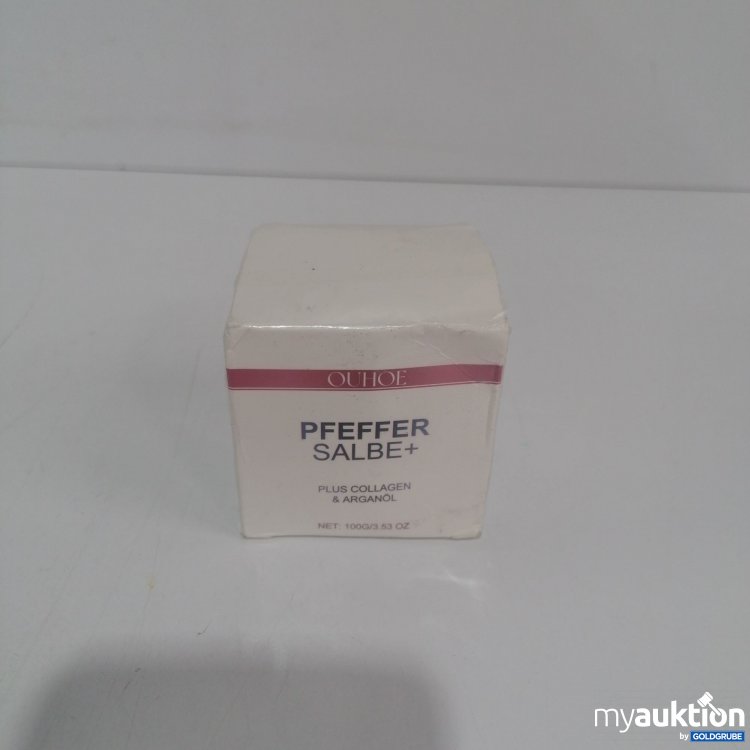 OUHOE
PFEFFER
SALBE+
PLUS COLLAGEN
& ARGANÖL
NET: 100G/3.53 OZ
myauktion
by GOLDGRUBE